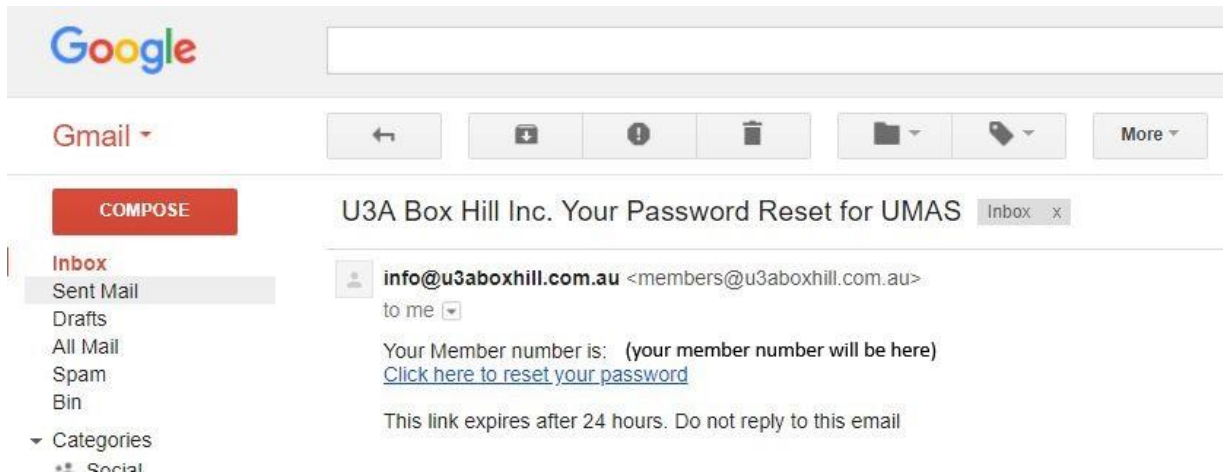 Google
Gmail
More
COMPOSE
U3A Box Hill Inc. Your Password Reset for UMAS Inbox x
Inbox
Sent Mail
Drafts
All Mail
Spam
Bin
Categories
Social
info@u3aboxhill.com.au <members@u3aboxhill.com.au>
to me
Your Member number is: (your member number will be here)
Click here to reset your password
This link expires after 24 hours. Do not reply to this email